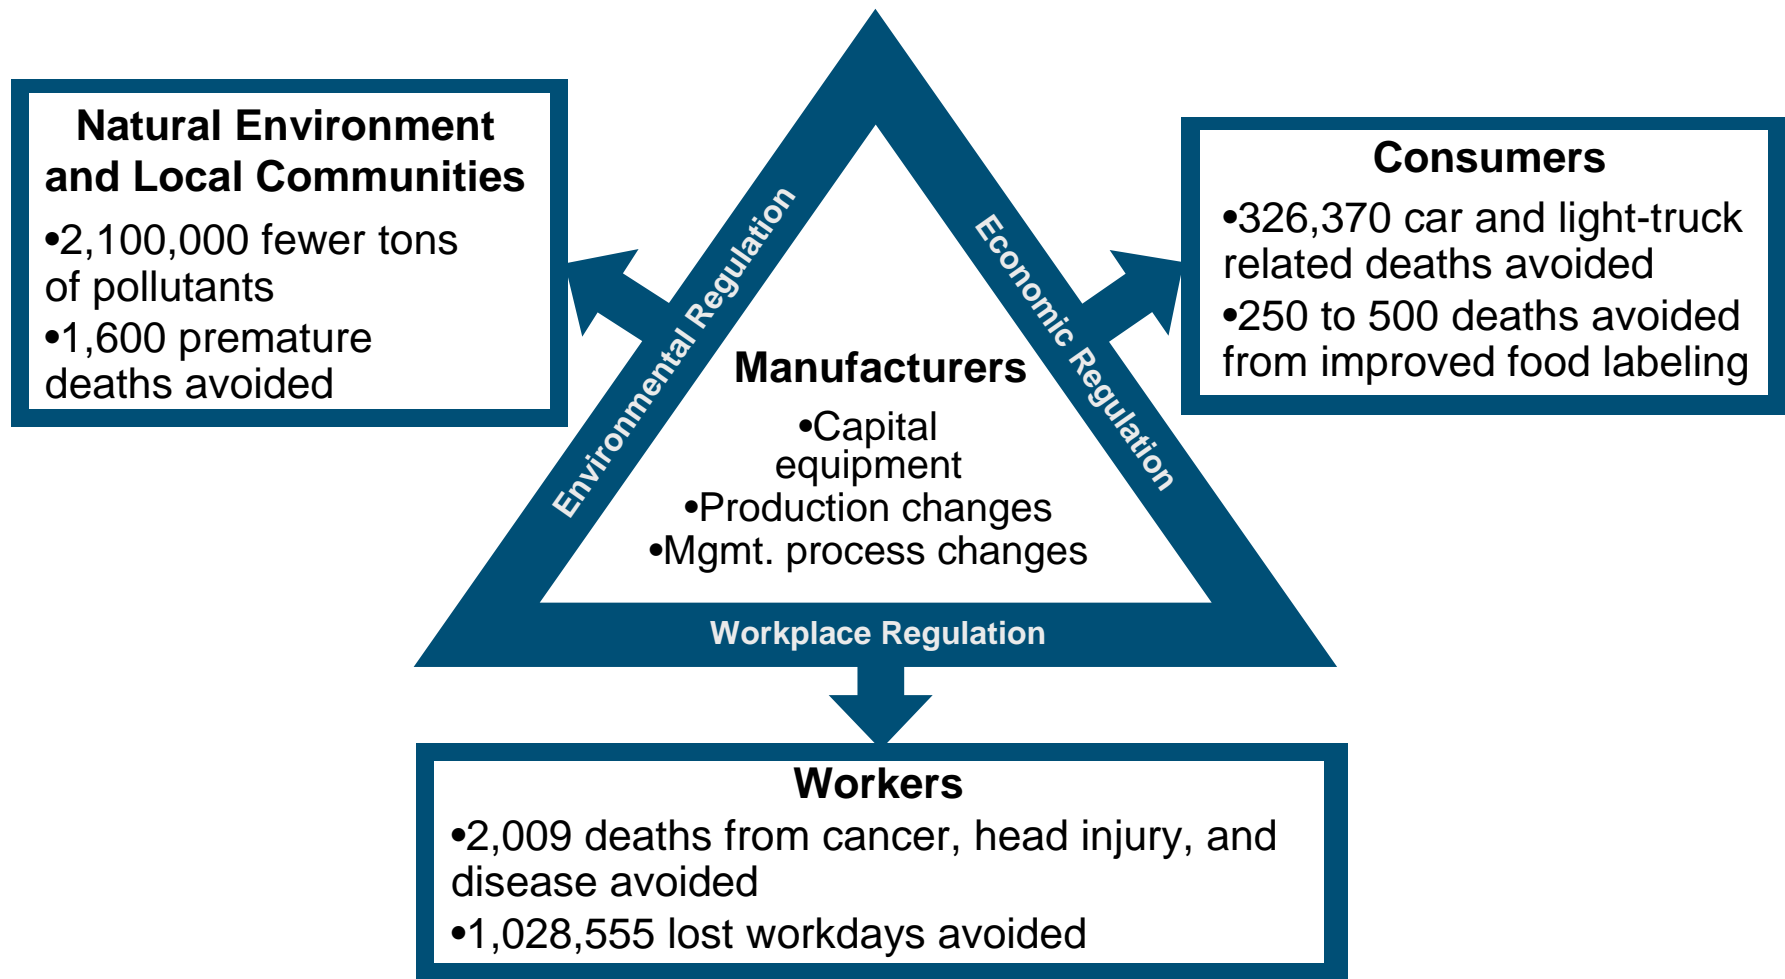 Natural Environment
and Local Communities
•2,100,000 fewer tons
of pollutants
•1,600 premature
deaths avoided
Environmental Regulation
Manufacturers
•Capital
equipment
•Production changes
•Mgmt. process changes
Economic Regulation
Consumers
•326,370 car and light-truck
related deaths avoided
•250 to 500 deaths avoided
from improved food labeling
Workplace Regulation
Workers
•2,009 deaths from cancer, head injury, and
disease avoided
•1,028,555 lost workdays avoided